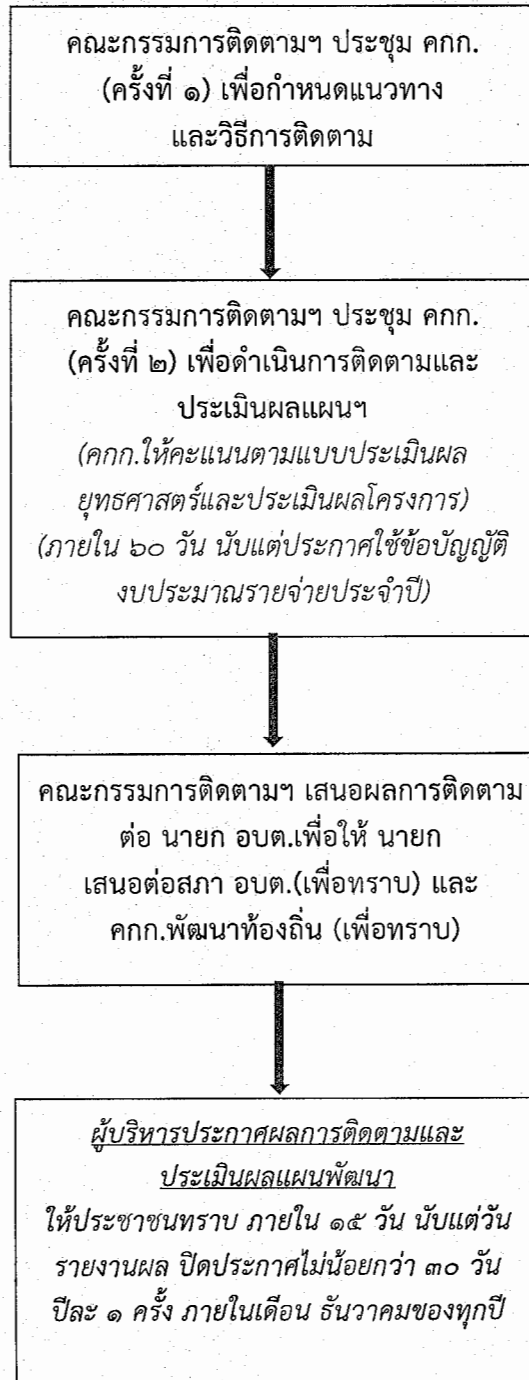 คณะกรรมการติดตามฯ ประชุม คกก.
(ครั้งที่ ๑) เพื่อกำหนดแนวทาง
และวิธีการติดตาม
คณะกรรมการติดตามฯ ประชุม คกก.
(ครั้งที่ ๒) เพื่อดำเนินการติดตามและ
ประเมินผลแผนฯ
(คกก.ให้คะแนนตามแบบประเมินผล
ยุทธศาสตร์และประเมินผลโครงการ)
(ภายใน ๖๐ วัน นับแต่ประกาศใช้ข้อบัญญัติ
งบประมาณรายจ่ายประจำปี)
คณะกรรมการติดตามฯ เสนอผลการติดตาม
ต่อ นายก อบต.เพื่อให้ นายก
เสนอต่อสภา อบต.(เพื่อทราบ) และ
คกก.พัฒนาท้องถิ่น (เพื่อทราบ)
ผู้บริหารประกาศผลการติดตามและ
ประเมินผลแผนพัฒนา
ให้ประชาชนทราบ ภายใน ๑๕ วัน นับแต่วัน
รายงานผล ปิดประกาศไม่น้อยกว่า ๓๐ วัน
ปีละ ๑ ครั้ง ภายในเดือน ธันวาคมของทุกปี